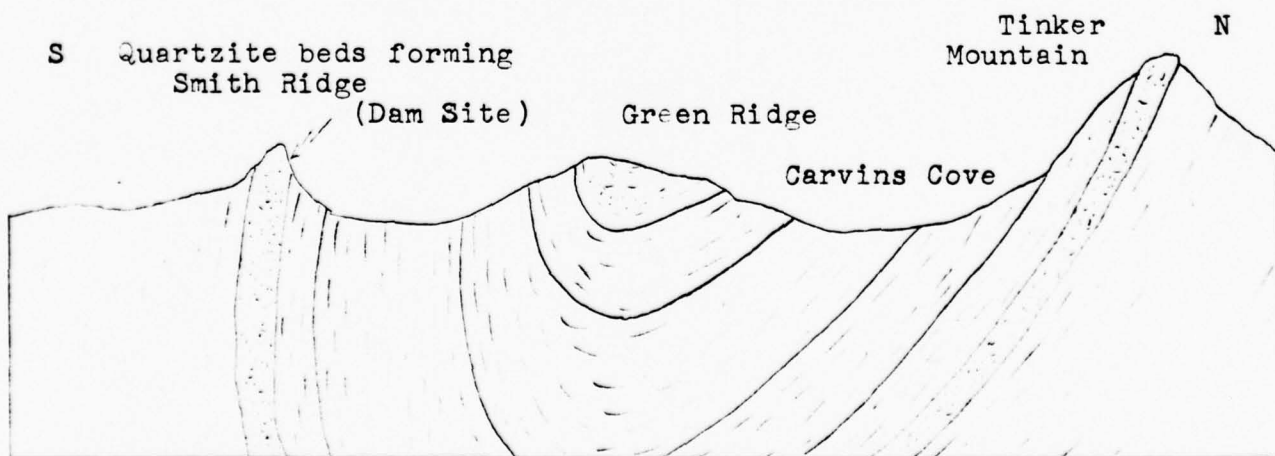 S Quartzite beds forming
Smith Ridge
(Dam Site)
Green Ridge
Carvins Cove
Tinker
Mountain
N